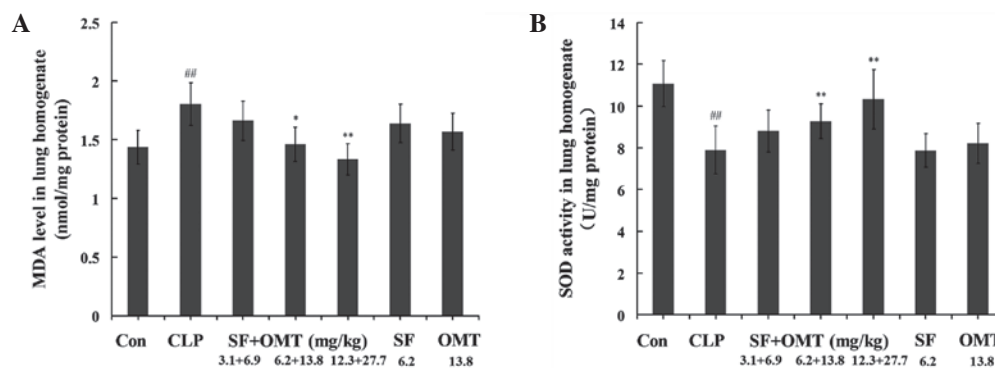 A
MDA level in lung homogenate
(nmol/mg protein)
2.5
2
1.5
1
0.5
0
##
*
**
Con CLP SF+OMT (mg/kg) SF OMT
3.1+6.9 6.2+13.8 12.3+27.7 6.2 13.8
B
SOD activity in lung homogenate
(U/mg protein)
14
12
10
8
6
4
2
0
##
**
**
Con CLP SF+OMT (mg/kg) SF OMT
3.1+6.9 6.2+13.8 12.3+27.7 6.2 13.8